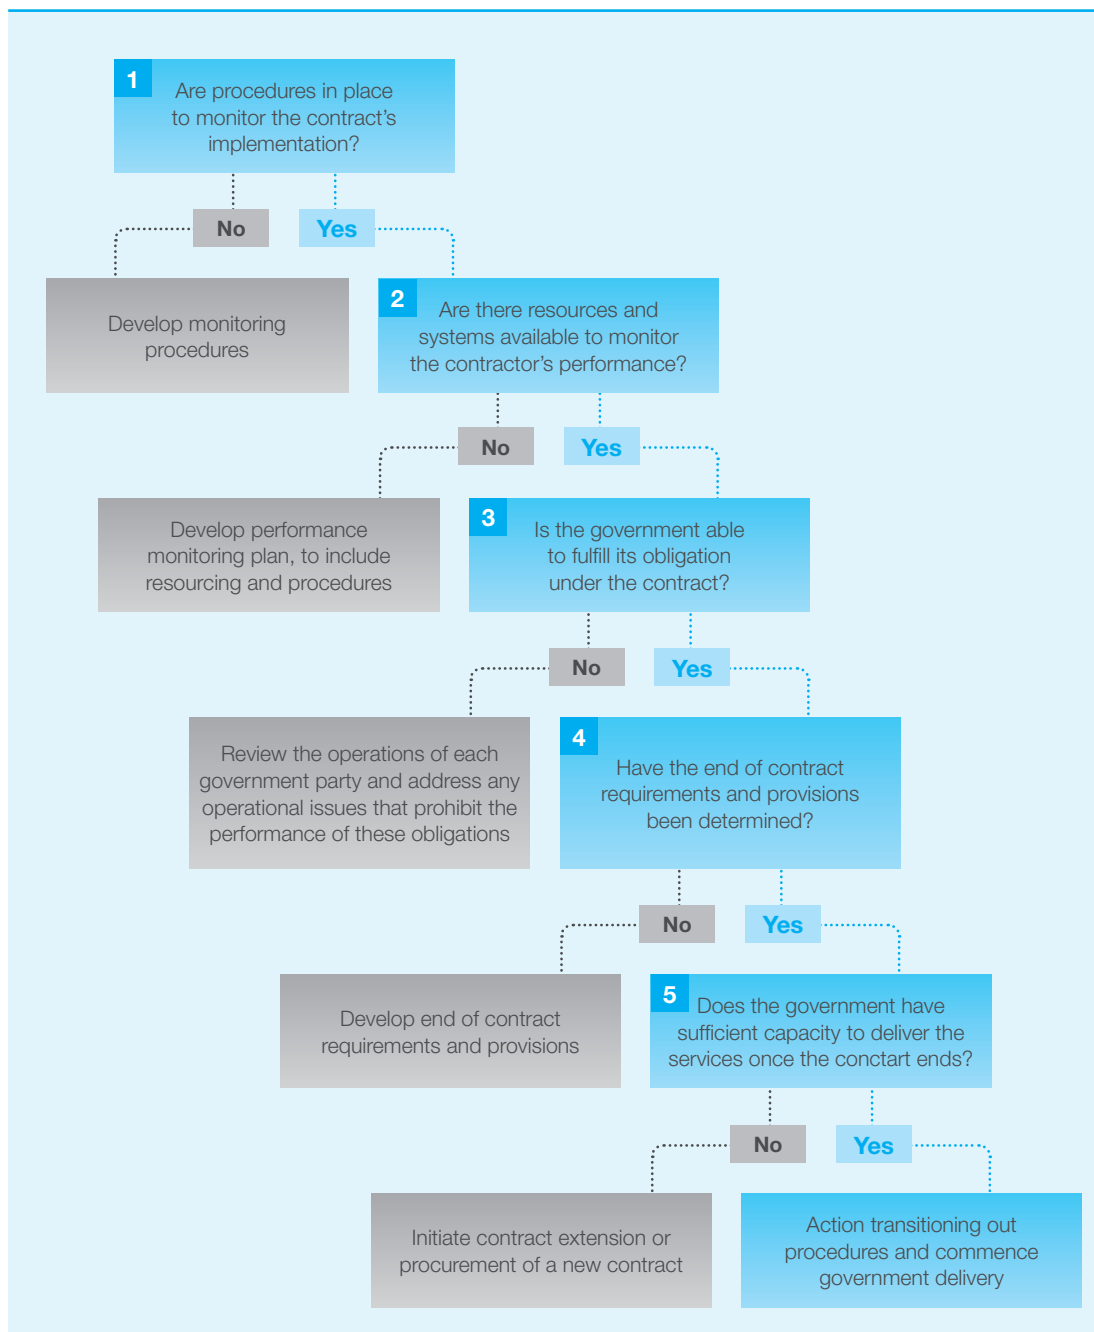 1
Are procedures in place
to monitor the contract's
implementation?
No
Yes
Develop monitoring
procedures
2
Are there resources and
systems available to monitor
the contractor's performance?
No
Yes
Develop performance
monitoring plan, to include
resourcing and procedures
3
Is the government able
to fulfill its obligation
under the contract?
No
Yes
Review the operations of each
government party and address any
operational issues that prohibit the
performance of these obligations
4
Have the end of contract
requirements and provisions
been determined?
No
Yes
Develop end of contract
requirements and provisions
5
Does the government have
sufficient capacity to deliver the
services once the conctart ends?
No
Yes
Initiate contract extension or
procurement of a new contract
Action transitioning out
procedures and commence
government delivery